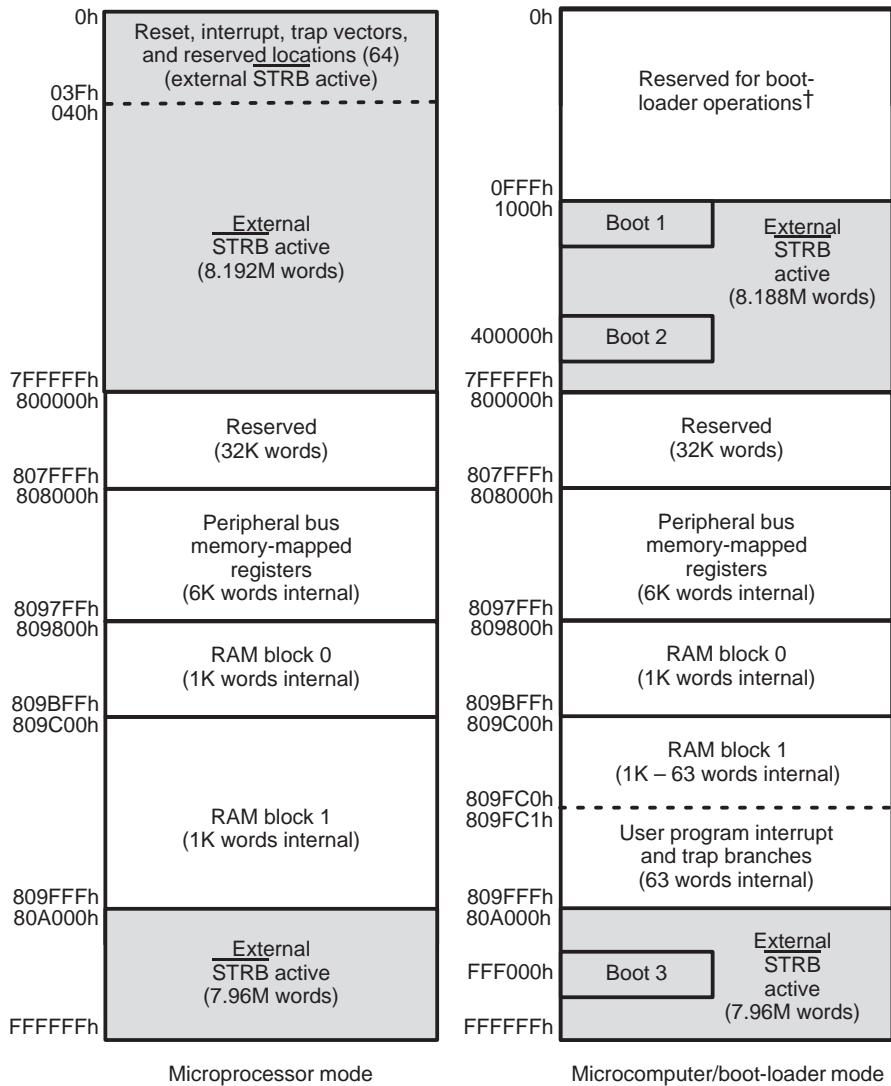 0h
Reset, interrupt, trap vectors,
and reserved locations (64)
(external STRB active)
03Fh
040h
External
STRB active
(8.192M words)
7FFFFFh
800000h
Reserved
(32K words)
807FFFh
808000h
Peripheral bus
memory-mapped
registers
(6K words internal)
8097FFh
809800h
RAM block 0
(1K words internal)
809BFFh
809C00h
RAM block 1
(1K words internal)
809FFFh
80A000h
External
STRB active
(7.96M words)
FFFFFFh
Microprocessor mode
0h
Reserved for boot-
loader operations†
0FFFh
1000h
Boot 1
External
STRB
active
(8.188M words)
400000h
Boot 2
7FFFFFh
800000h
Reserved
(32K words)
807FFFh
808000h
Peripheral bus
memory-mapped
registers
(6K words internal)
8097FFh
809800h
RAM block 0
(1K words internal)
809BFFh
809C00h
RAM block 1
(1K – 63 words internal)
809FC0h
809FC1h
User program interrupt
and trap branches
(63 words internal)
809FFFh
80A000h
External
STRB
active
(7.96M words)
FFF000h
Boot 3
FFFFFFh
Microcomputer/boot-loader mode